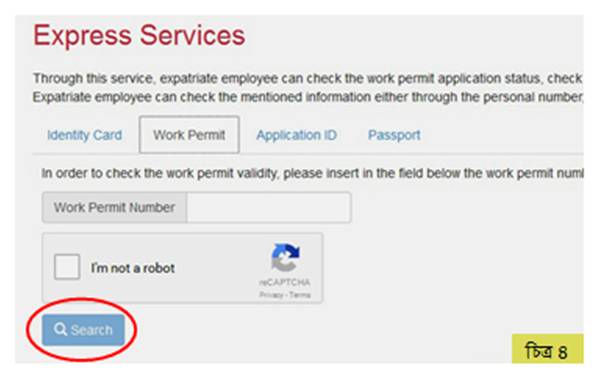 Express Services
Through this service, expatriate employee can check the work permit application status, check
Expatriate employee can check the mentioned information either through the personal number,
Identity Card Work Permit Application ID Passport
In order to check the work permit validity, please insert in the field below the work permit num
Work Permit Number
I'm not a robot
reCAPTCHA
Privacy - Terms
Search
চিত্র ৪